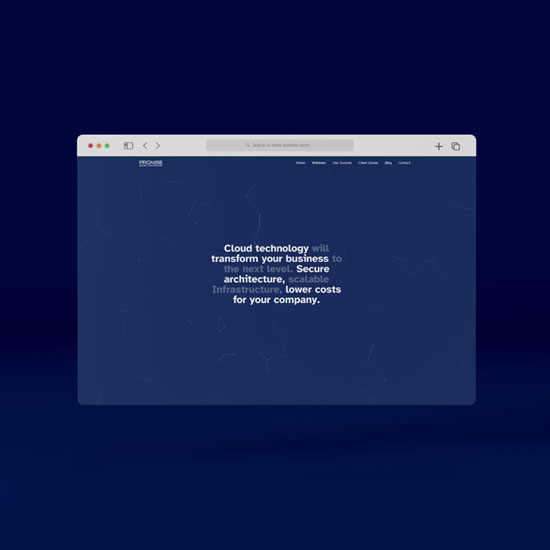 Search or enter website name
PROMISE
Home Webinars Our Services Client Stories Blog Contact
Cloud technology will
transform your business to
the next level. Secure
architecture, scalable
Infrastructure, lower costs
for your company.